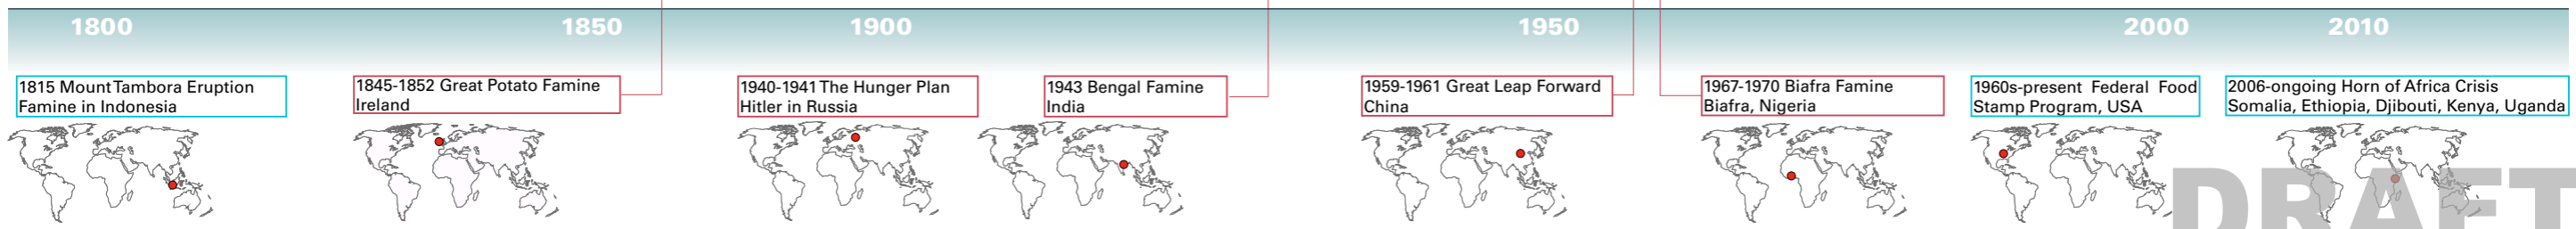 1800 1850 1900 1950 2000 2010
1815 Mount Tambora Eruption
Famine in Indonesia
1845-1852 Great Potato Famine
Ireland
1940-1941 The Hunger Plan
Hitler in Russia
1943 Bengal Famine
India
1959-1961 Great Leap Forward
China
1967-1970 Biafra Famine
Biafra, Nigeria
1960s-present Federal Food
Stamp Program, USA
2006-ongoing Horn of Africa Crisis
Somalia, Ethiopia, Djibouti, Kenya, Uganda
DRAFT